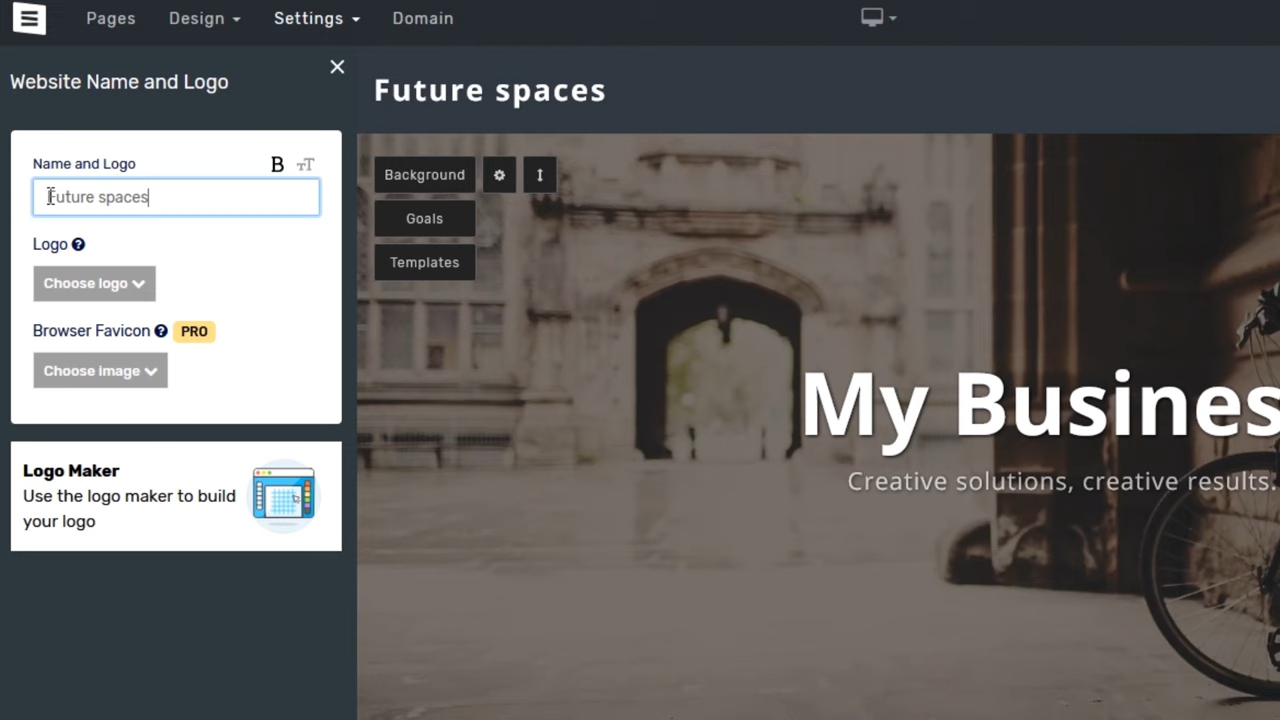 Pages
Design
Settings
Domain
Website Name and Logo
Future spaces
Name and Logo
B
TT
Future spaces
Logo
Choose logo
Browser Favicon
PRO
Choose image
Logo Maker
Use the logo maker to build
your logo
Background
Goals
Templates
My Busines
Creative solutions, creative results.